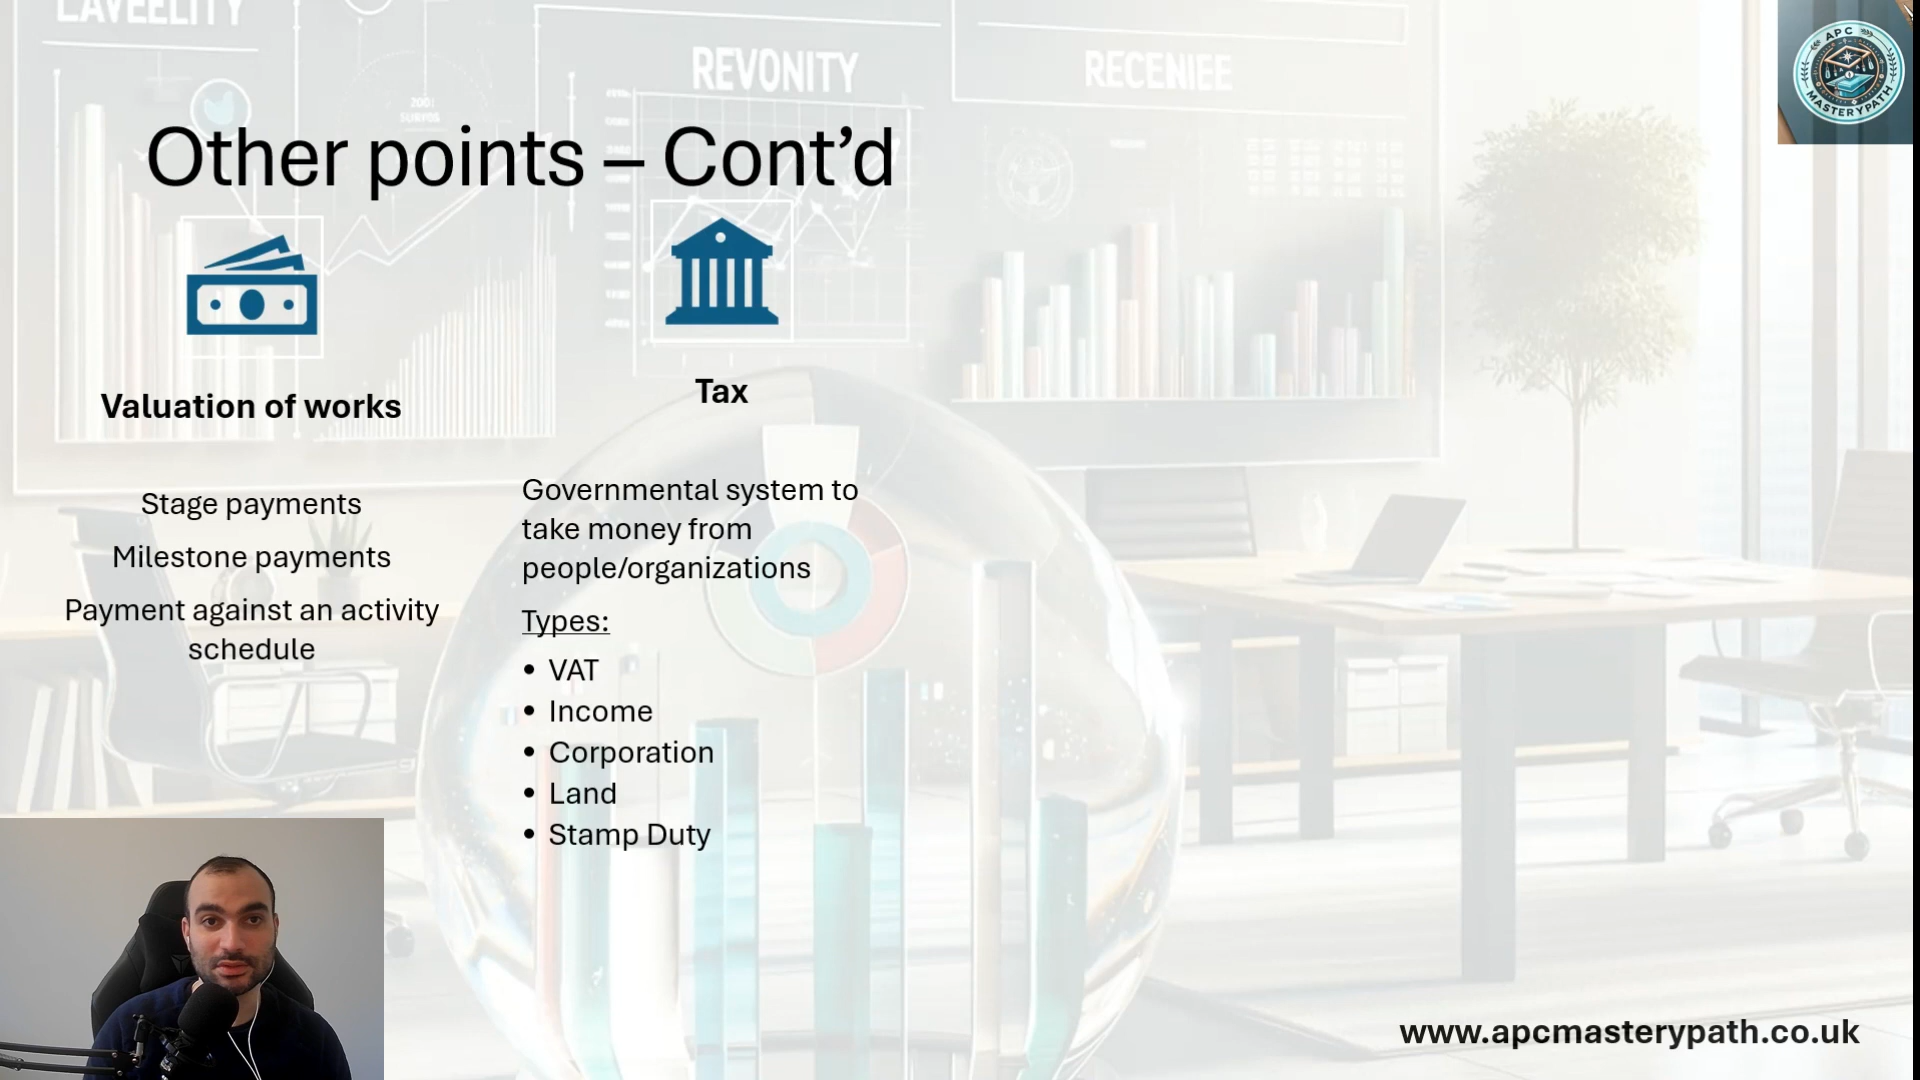 LAVEELITY
REVONITY
RECENIEE
2001
Other points – Cont’d
Valuation of works
Stage payments
Milestone payments
Payment against an activity
schedule
Tax
Governmental system to
take money from
people/organizations
Types:
• VAT
• Income
• Corporation
• Land
• Stamp Duty
APC
MASTERYPATH
www.apcmasterypath.co.uk